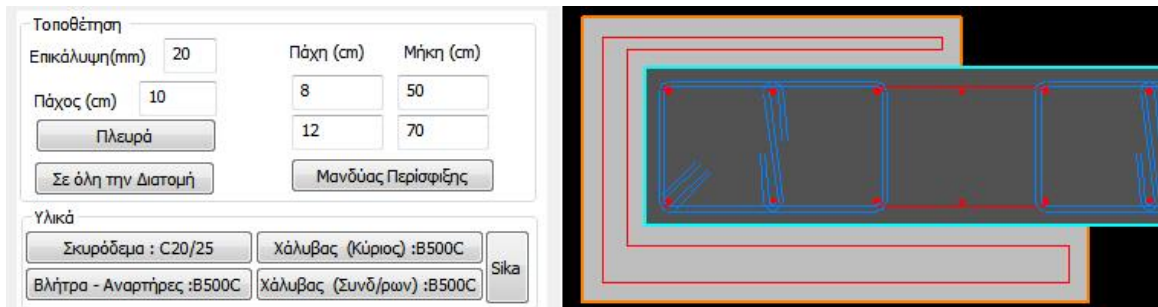 Τοποθέτηση
Επικάλυψη(mm) 20 Πάχη (cm) Μήκη (cm)
Πάχος (cm) 10 8 50
Πλευρά 12 70
Σε όλη την Διατομή Μανδύας Περίσφιξης
Υλικά
Σκυρόδεμα : C20/25 Χάλυβας (Κύριος) :B500C Sika
Βλήτρα - Αναρτήρες :B500C Χάλυβας (Συνδ/ρων) :B500C